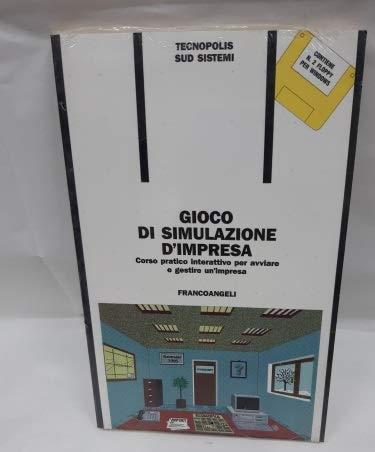 TECNOPOLIS
SUD SISTEMI
CONTIENE
N. 2 FLOPPY
PER WINDOWS
GIOCO
DI SIMULAZIONE
D'IMPRESA
Corso pratico interattivo per avviare
e gestire un'impresa
FRANCOANGELI